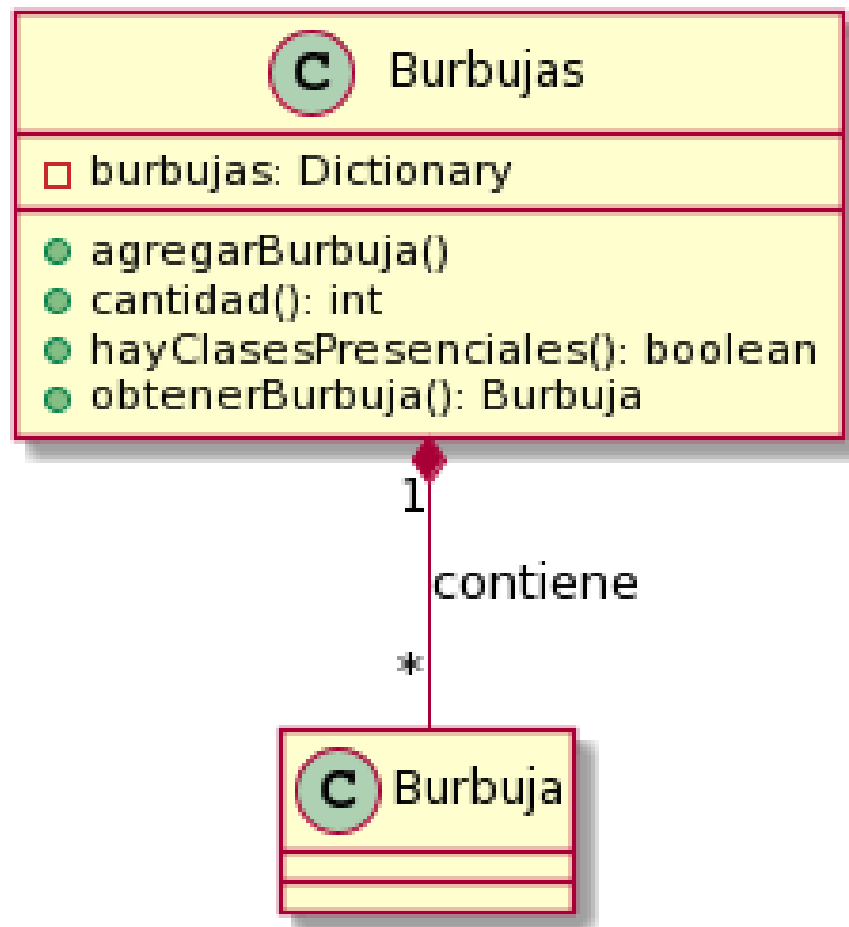 C Burbujas
burbujas: Dictionary
agregarBurbuja()
cantidad(): int
hayClasesPresenciales(): boolean
obtenerBurbuja(): Burbuja
1
contiene
*
C Burbuja